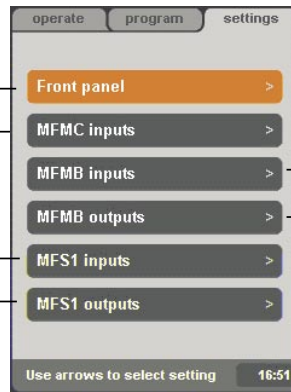 operate program settings
Front panel >
MFMC inputs >
MFMB inputs >
MFMB outputs >
MFS1 inputs >
MFS1 outputs >
Use arrows to select setting 16:51